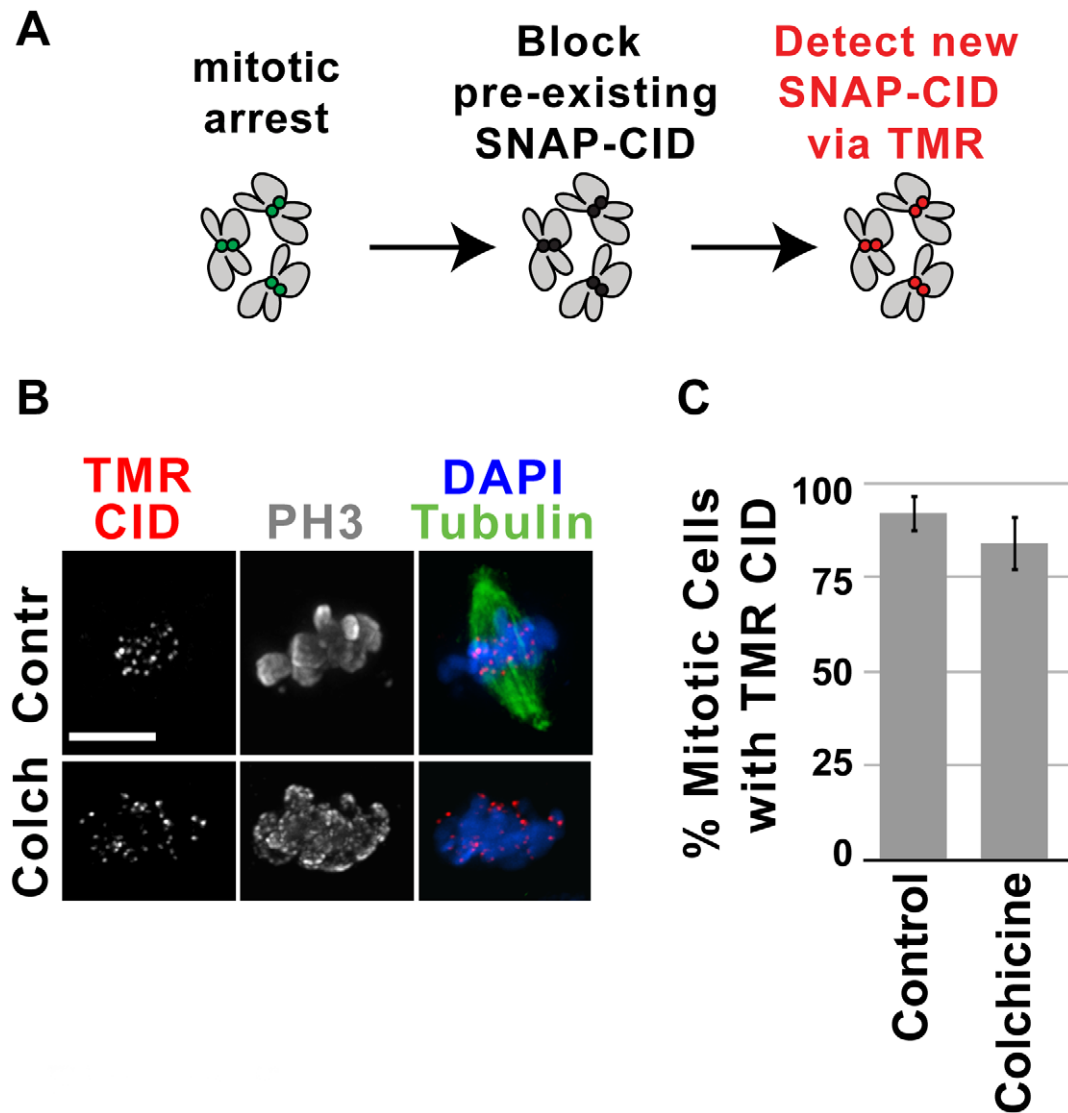 A
mitotic
arrest
Block
pre-existing
SNAP-CID
Detect new
SNAP-CID
via TMR
B
TMR
CID
PH3
DAPI
Tubulin
Contr
Colch
C
% Mitotic Cells
with TMR CID
100
75
50
25
0
Control
Colchicine